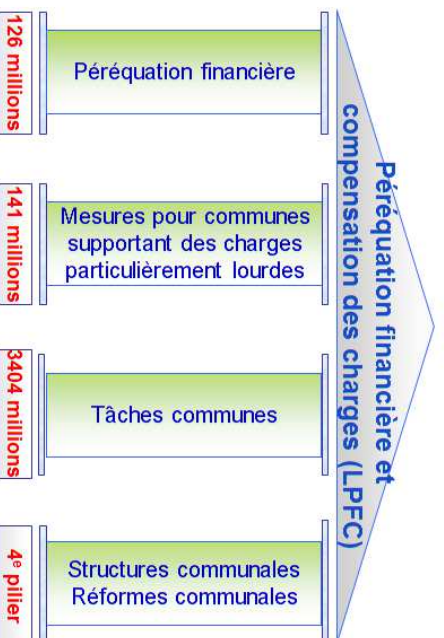 Péréquation financière et
compensation des charges (LPFC)
Péréquation financière
126 millions
Mesures pour communes
supportant des charges
particulièrement lourdes
141 millions
Tâches communes
3404 millions
Structures communales
Réformes communales
4e pilier